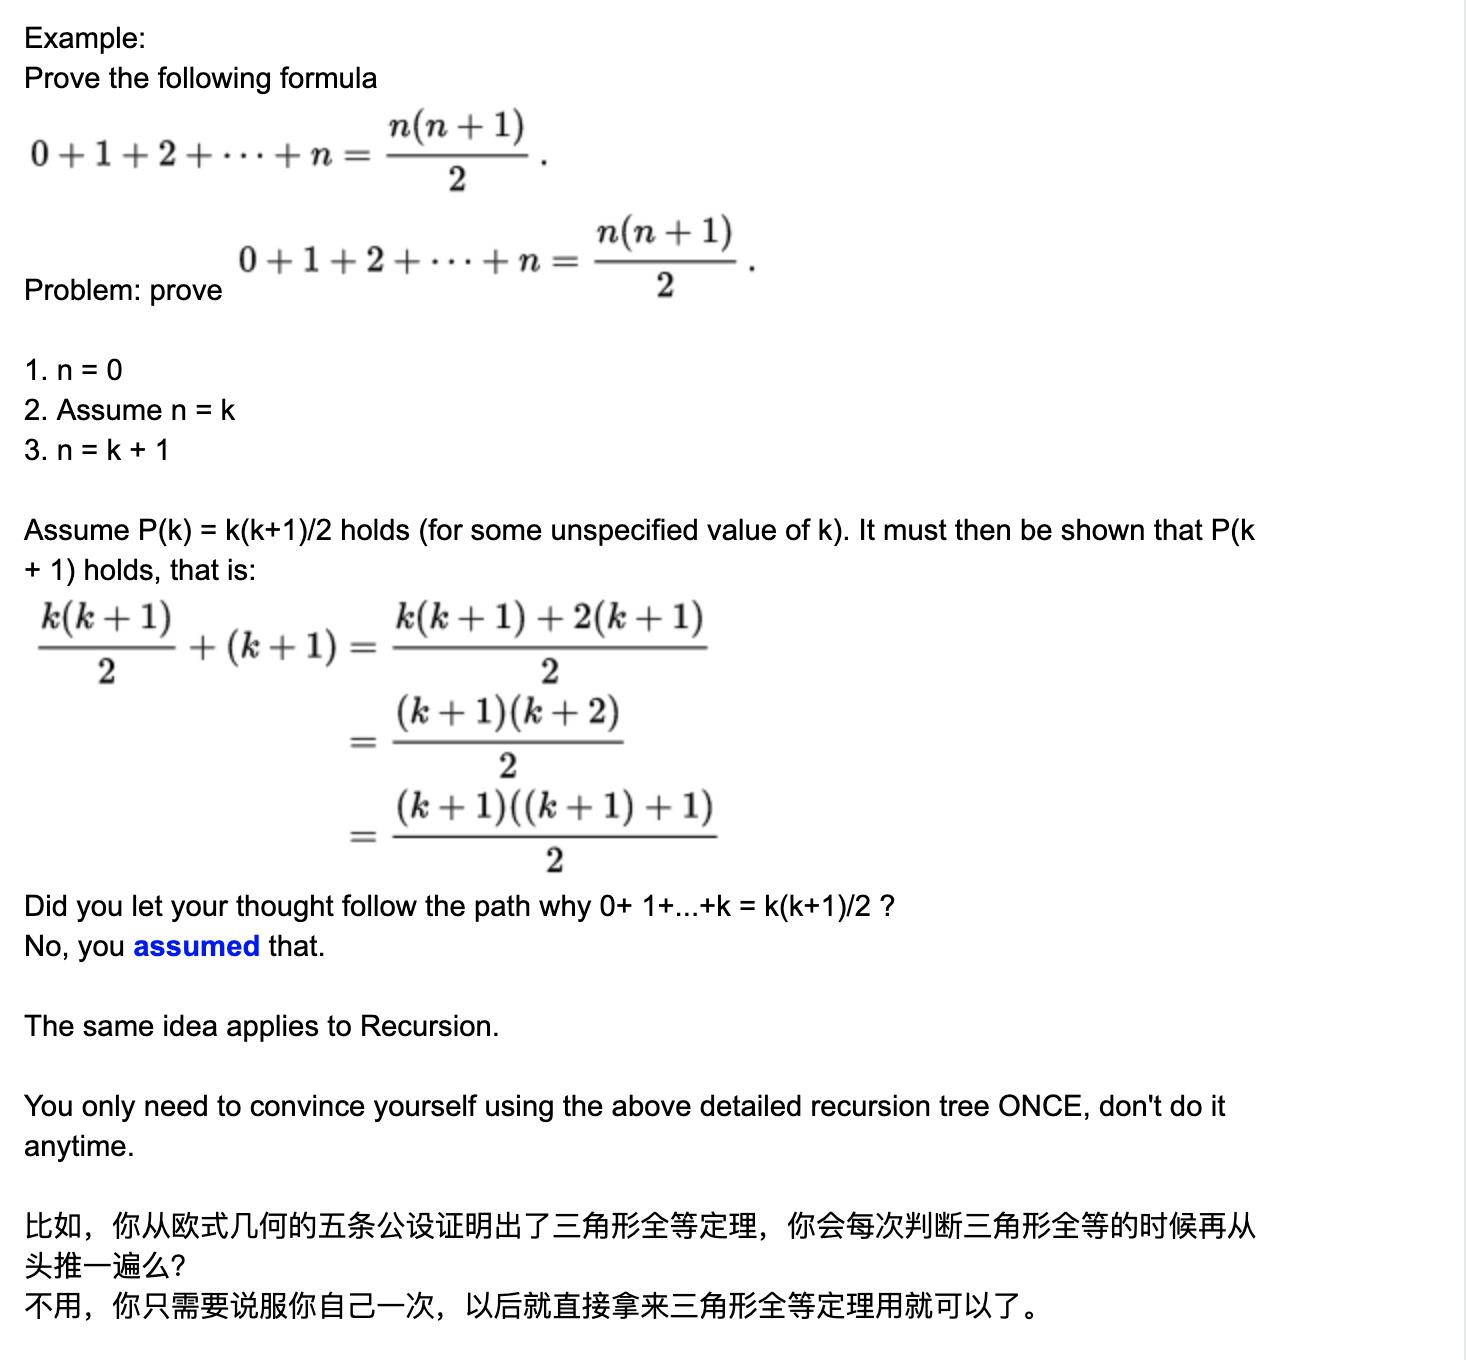 Example:
Prove the following formula
0 + 1 + 2 + ⋯ + n = n(n + 1) / 2 .
Problem: prove 0 + 1 + 2 + ⋯ + n = n(n + 1) / 2 .
1. n = 0
2. Assume n = k
3. n = k + 1
Assume P(k) = k(k+1)/2 holds (for some unspecified value of k). It must then be shown that P(k
+ 1) holds, that is:
k(k + 1) / 2 + (k + 1) = k(k + 1) + 2(k + 1) / 2
= (k + 1)(k + 2) / 2
= (k + 1)((k + 1) + 1) / 2
Did you let your thought follow the path why 0+ 1+...+k = k(k+1)/2 ?
No, you assumed that.
The same idea applies to Recursion.
You only need to convince yourself using the above detailed recursion tree ONCE, don't do it
anytime.
比如，你从欧式几何的五条公设证明出了三角形全等定理，你会每次判断三角形全等的时候再从
头推一遍么？
不用，你只需要说服你自己一次，以后就直接拿来三角形全等定理用就可以了。